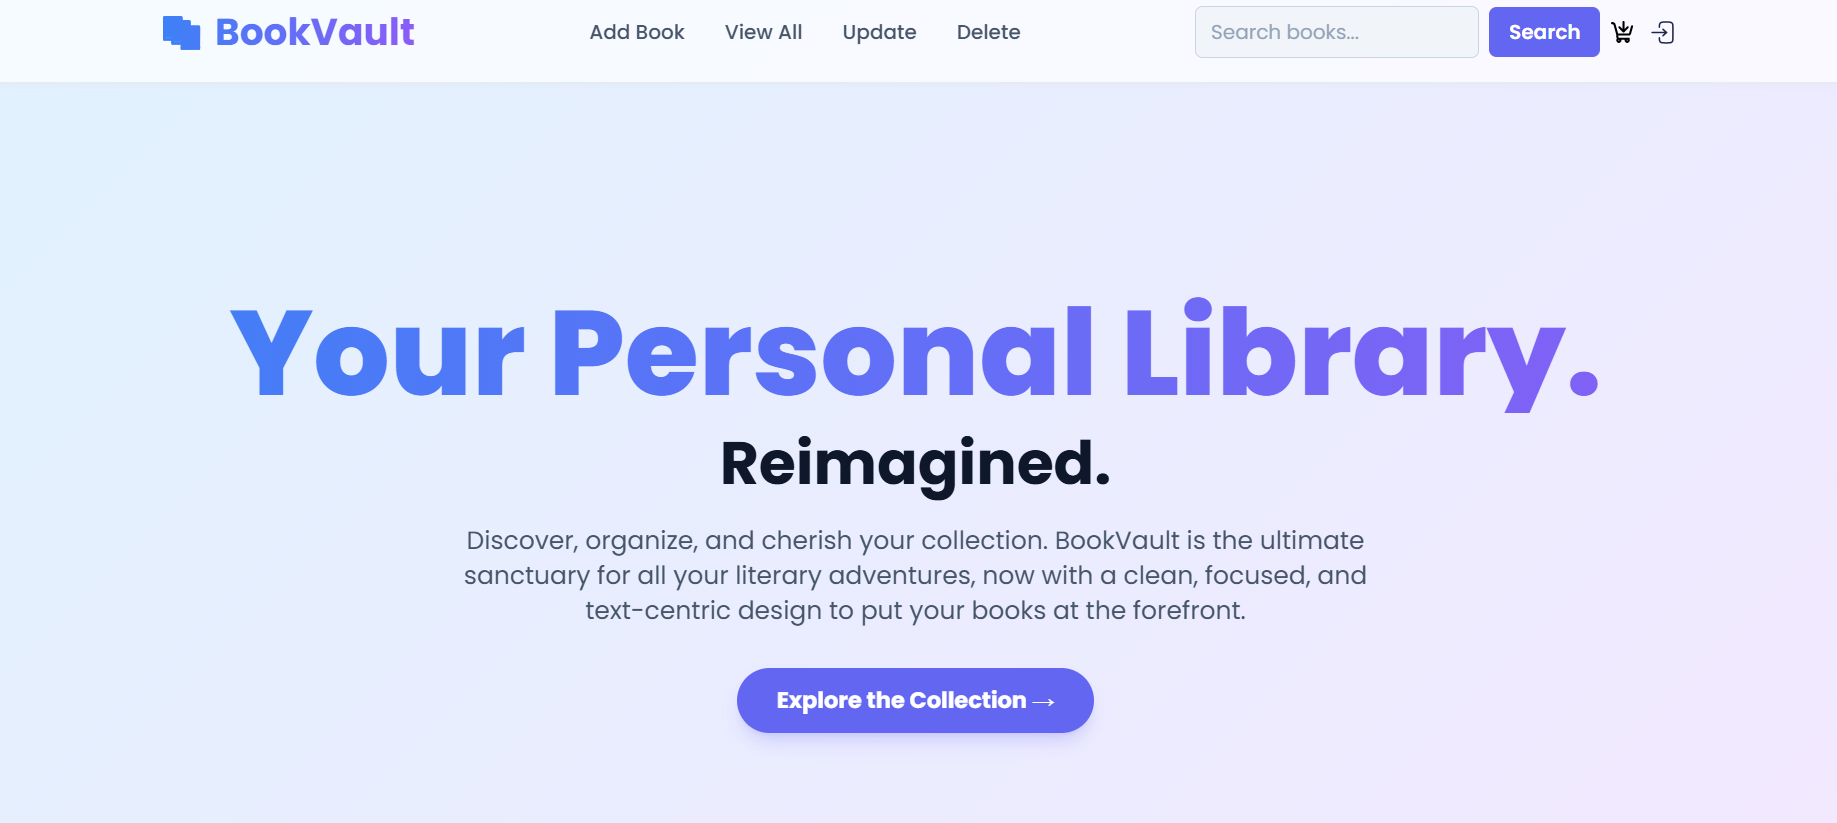 BookVault
Add Book
View All
Update
Delete
Search books...
Search
Your Personal Library.
Reimagined.
Discover, organize, and cherish your collection. BookVault is the ultimate
sanctuary for all your literary adventures, now with a clean, focused, and
text-centric design to put your books at the forefront.
Explore the Collection →